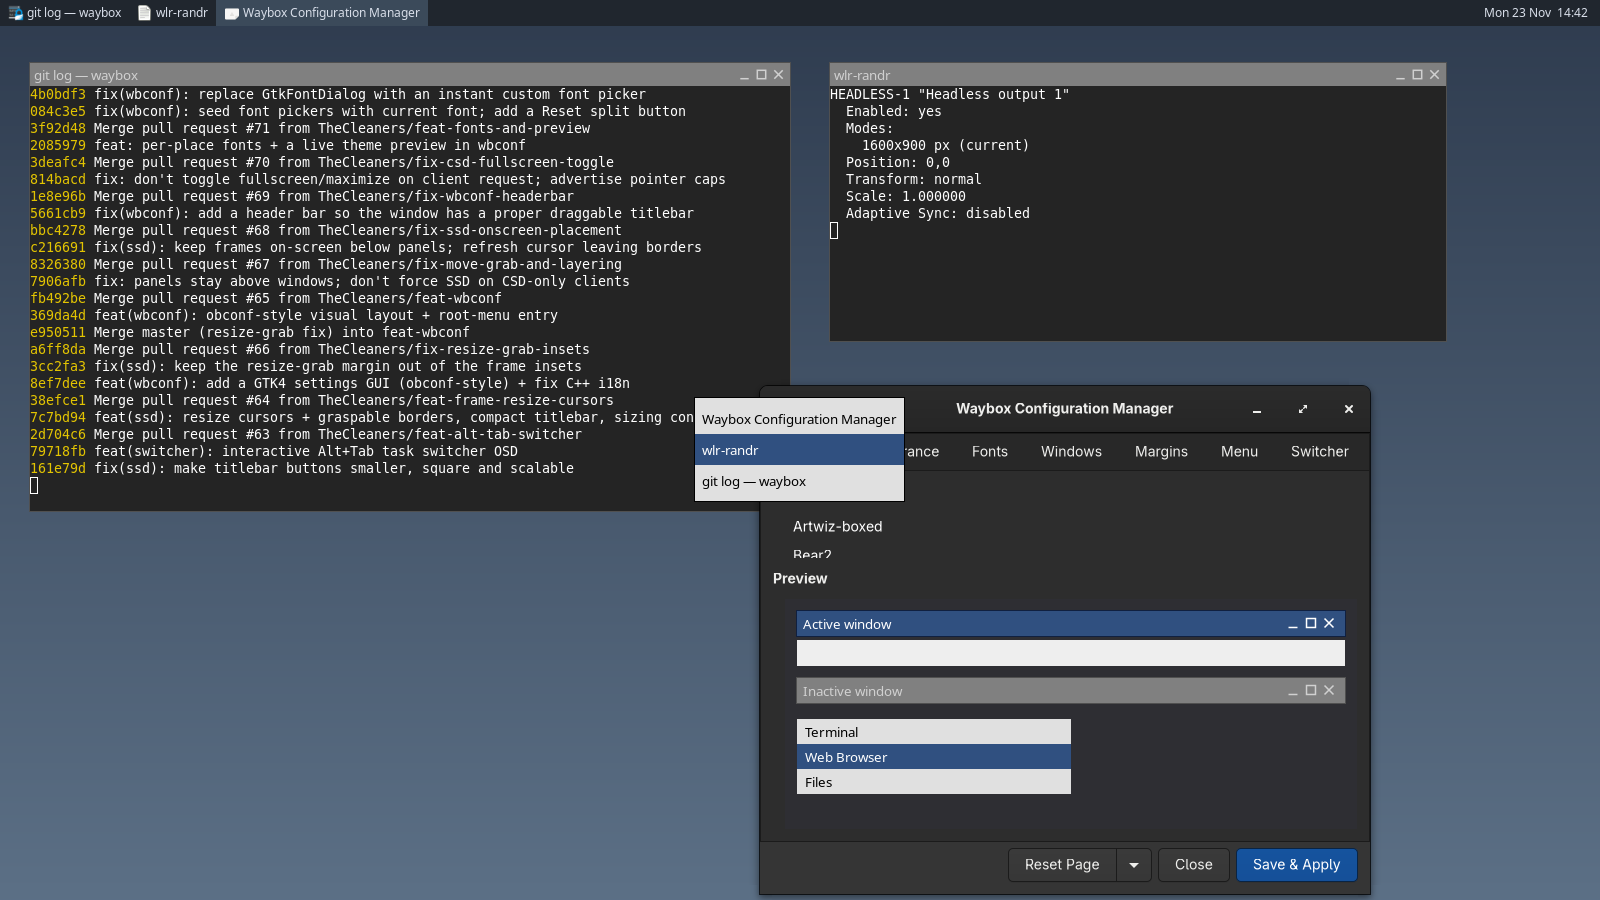 git log — waybox
wlr-randr
Waybox Configuration Manager
Mon 23 Nov 14:42
git log — waybox
4b0bdf3 fix(wbconf): replace GtkFontDialog with an instant custom font picker
084c3e5 fix(wbconf): seed font pickers with current font; add a Reset split button
3f92d48 Merge pull request #71 from TheCleaners/feat-fonts-and-preview
2085979 feat: per-place fonts + a live theme preview in wbconf
3deafc4 Merge pull request #70 from TheCleaners/fix-csd-fullscreen-toggle
814bacd fix: don't toggle fullscreen/maximize on client request; advertise pointer caps
1e8e96b Merge pull request #69 from TheCleaners/fix-wbconf-headerbar
5661cb9 fix(wbconf): add a header bar so the window has a proper draggable titlebar
bbc4278 Merge pull request #68 from TheCleaners/fix-ssd-onscreen-placement
c216691 fix(ssd): keep frames on-screen below panels; refresh cursor leaving borders
8326380 Merge pull request #67 from TheCleaners/fix-move-grab-and-layering
7906afb fix: panels stay above windows; don't force SSD on CSD-only clients
fb492be Merge pull request #65 from TheCleaners/feat-wbconf
369da4d feat(wbconf): obconf-style visual layout + root-menu entry
e950511 Merge master (resize-grab fix) into feat-wbconf
a6ff8da Merge pull request #66 from TheCleaners/fix-resize-grab-insets
3cc2fa3 fix(ssd): keep the resize-grab margin out of the frame insets
8ef7dee feat(wbconf): add a GTK4 settings GUI (obconf-style) + fix C++ i18n
38efce1 Merge pull request #64 from TheCleaners/feat-frame-resize-cursors
7c7bd94 feat(ssd): resize cursors + graspable borders, compact titlebar, sizing con
2d704c6 Merge pull request #63 from TheCleaners/feat-alt-tab-switcher
79718fb feat(switcher): interactive Alt+Tab task switcher OSD
161e79d fix(ssd): make titlebar buttons smaller, square and scalable
wlr-randr
HEADLESS-1 "Headless output 1"
Enabled: yes
Modes:
1600x900 px (current)
Position: 0,0
Transform: normal
Scale: 1.000000
Adaptive Sync: disabled
Waybox Configuration Manager
wlr-randr
git log — waybox
Waybox Configuration Manager
rance
Fonts
Windows
Margins
Menu
Switcher
Artwiz-boxed
Bear2
Preview
Active window
Inactive window
Terminal
Web Browser
Files
Reset Page
Close
Save & Apply